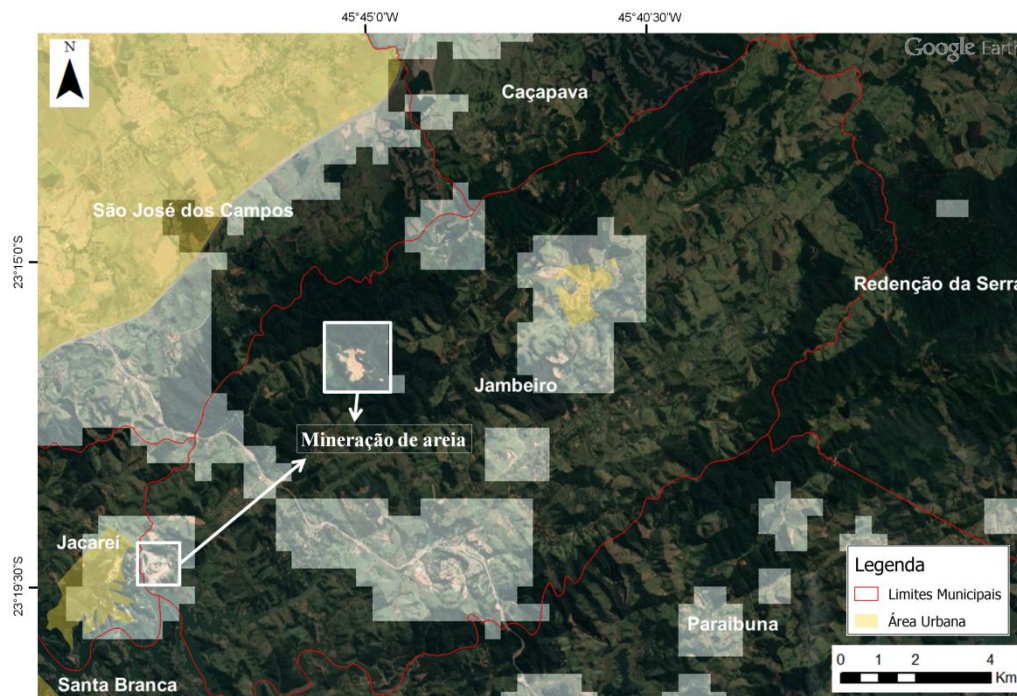 45°45'0"W
45°40'30"W
N
Google Earth
Caçapava
São José dos Campos
23°15'0"S
Redenção da Serra
Jambeiro
Mineração de areia
Jacareí
23°19'30"S
Legenda
Limites Municipais
Área Urbana
Paraibuna
Santa Branca
0 1 2 4
Km